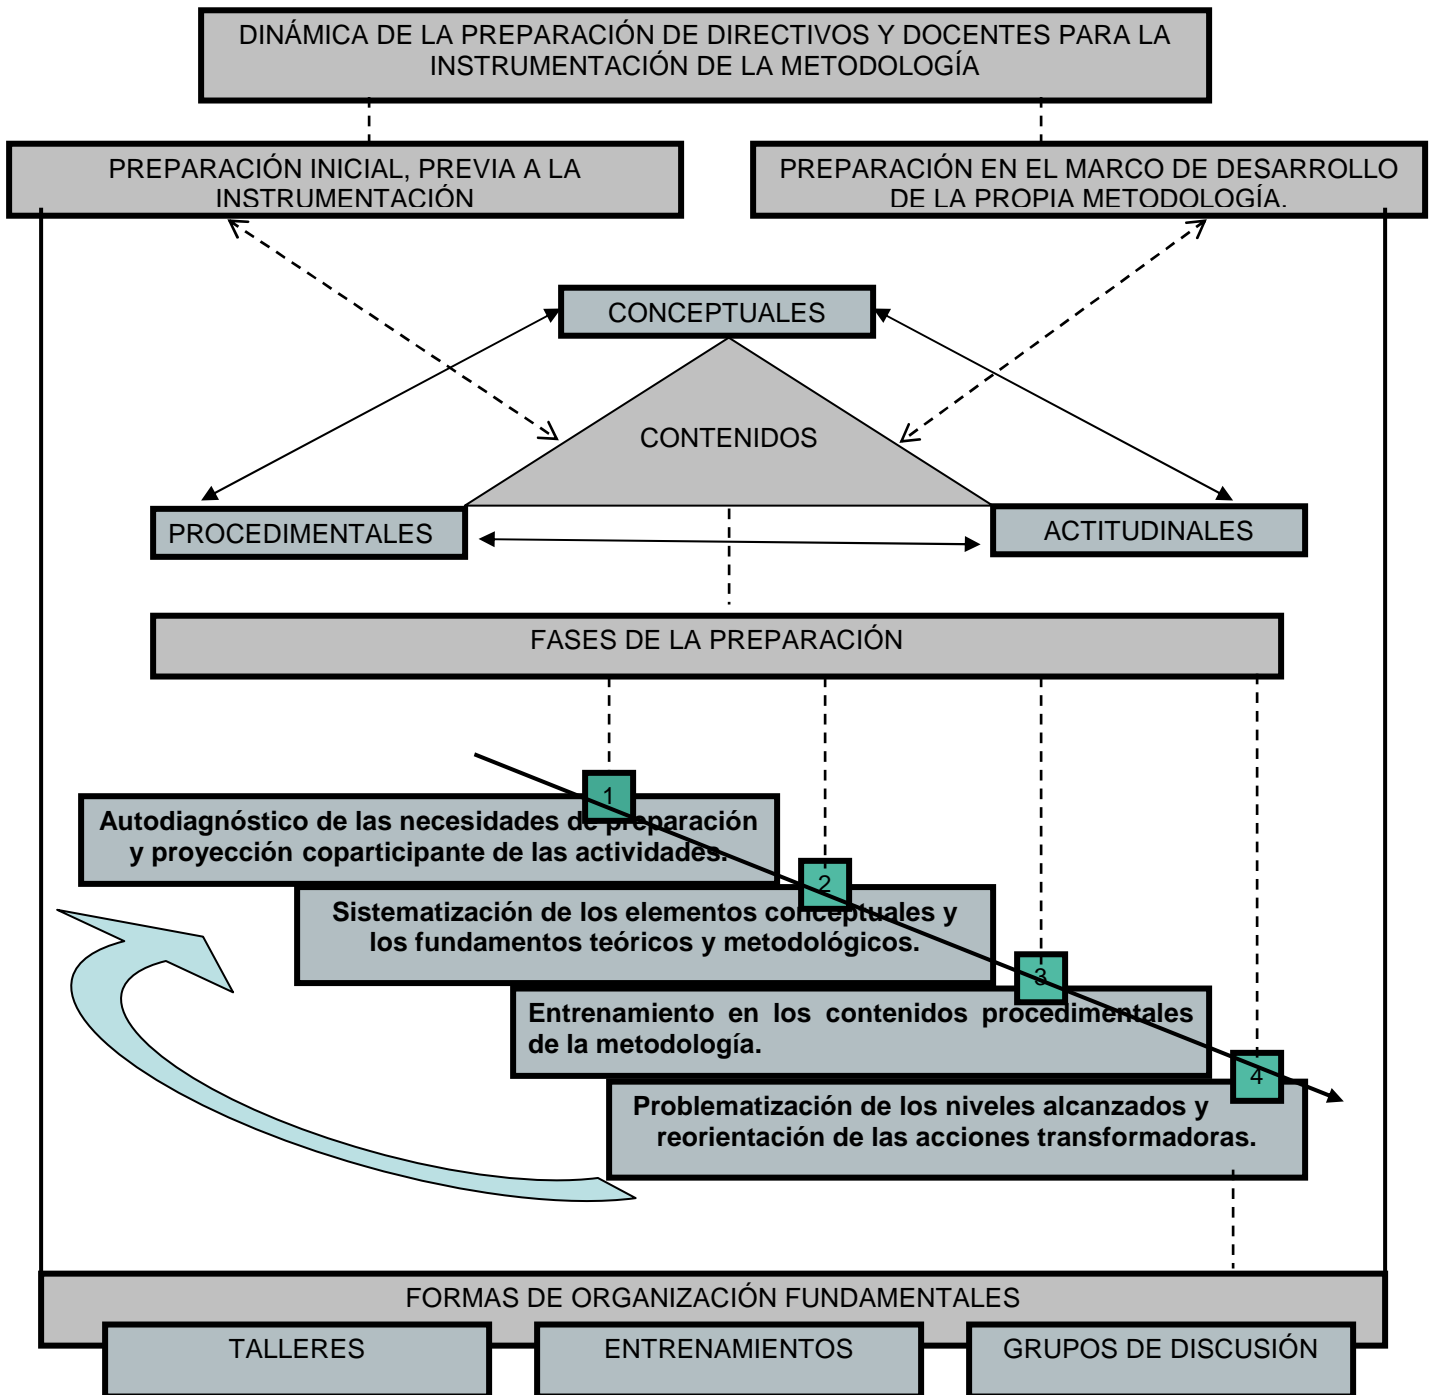 DINÁMICA DE LA PREPARACIÓN DE DIRECTIVOS Y DOCENTES PARA LA
INSTRUMENTACIÓN DE LA METODOLOGÍA
PREPARACIÓN INICIAL, PREVIA A LA
INSTRUMENTACIÓN
PREPARACIÓN EN EL MARCO DE DESARROLLO
DE LA PROPIA METODOLOGÍA.
CONCEPTUALES
CONTENIDOS
PROCEDIMENTALES
ACTITUDINALES
FASES DE LA PREPARACIÓN
1
Autodiagnóstico de las necesidades de preparación
y proyección coparticipante de las actividades.
2
Sistematización de los elementos conceptuales y
los fundamentos teóricos y metodológicos.
3
Entrenamiento en los contenidos procedimentales
de la metodología.
4
Problematización de los niveles alcanzados y
reorientación de las acciones transformadoras.
FORMAS DE ORGANIZACIÓN FUNDAMENTALES
TALLERES
ENTRENAMIENTOS
GRUPOS DE DISCUSIÓN